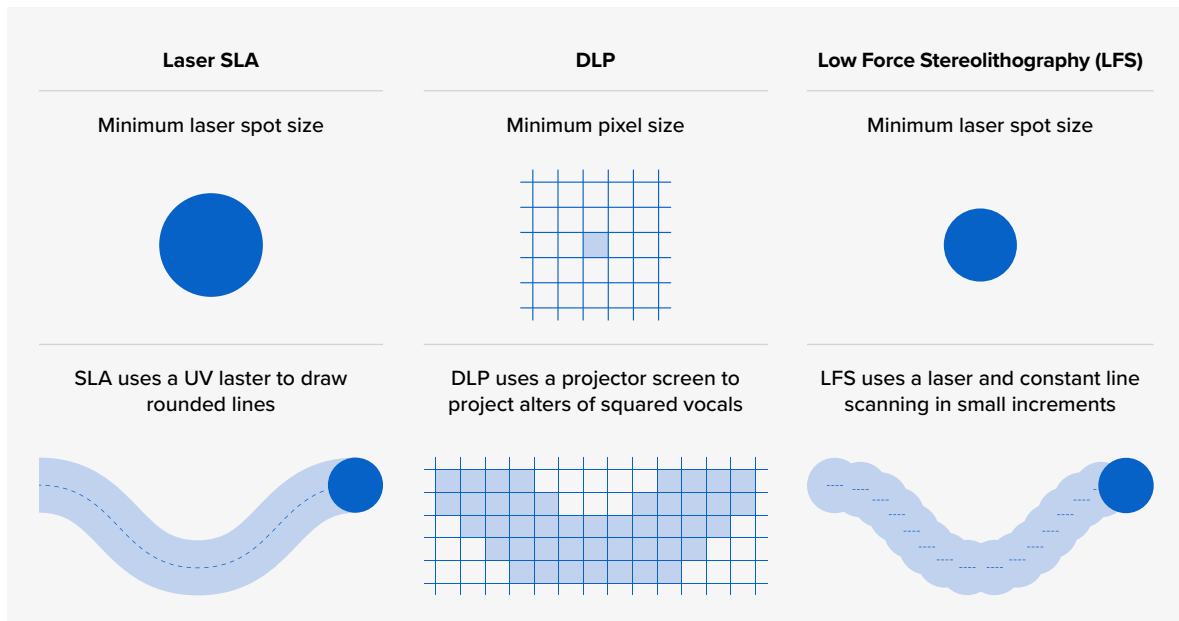 Laser SLA
DLP
Low Force Stereolithography (LFS)
Minimum laser spot size
Minimum pixel size
Minimum laser spot size
SLA uses a UV laster to draw
rounded lines
DLP uses a projector screen to
project alters of squared vocals
LFS uses a laser and constant line
scanning in small increments